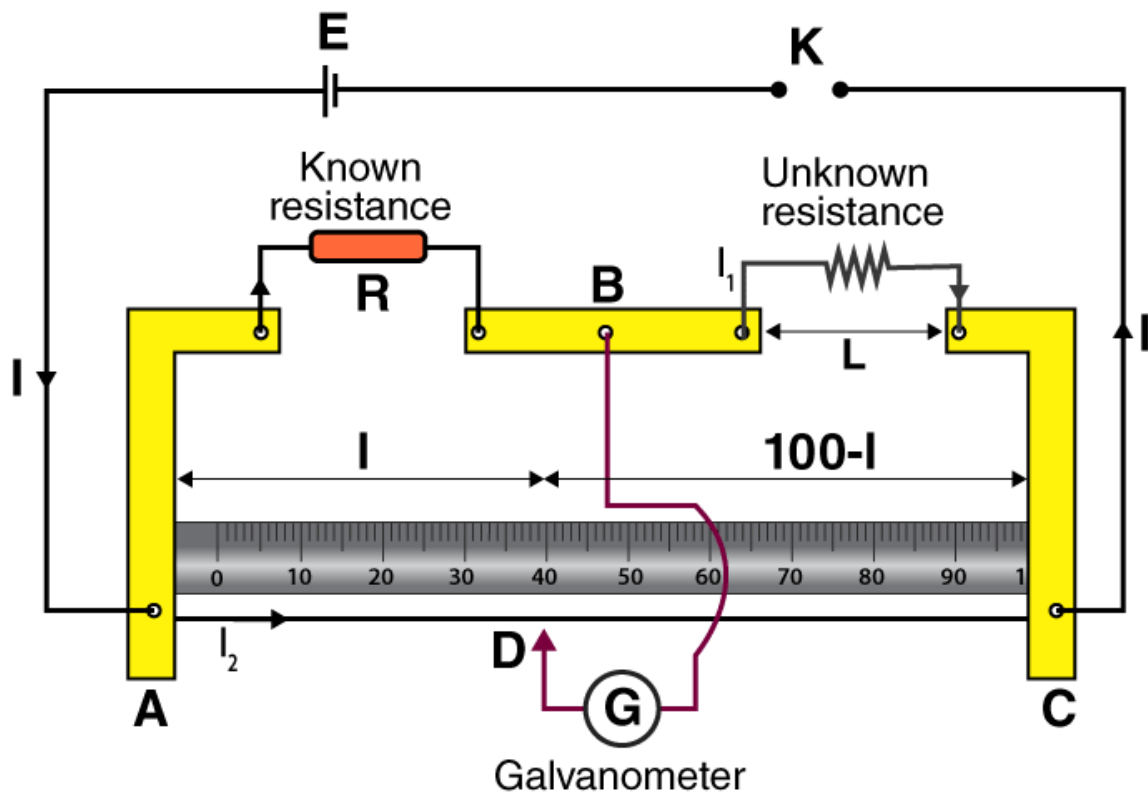 E
K
Known
resistance
Unknown
resistance
R
B
I₁
L
I
I
l
100-l
0 10 20 30 40 50 60 70 80 90 1
I₂
D
G
A
C
Galvanometer